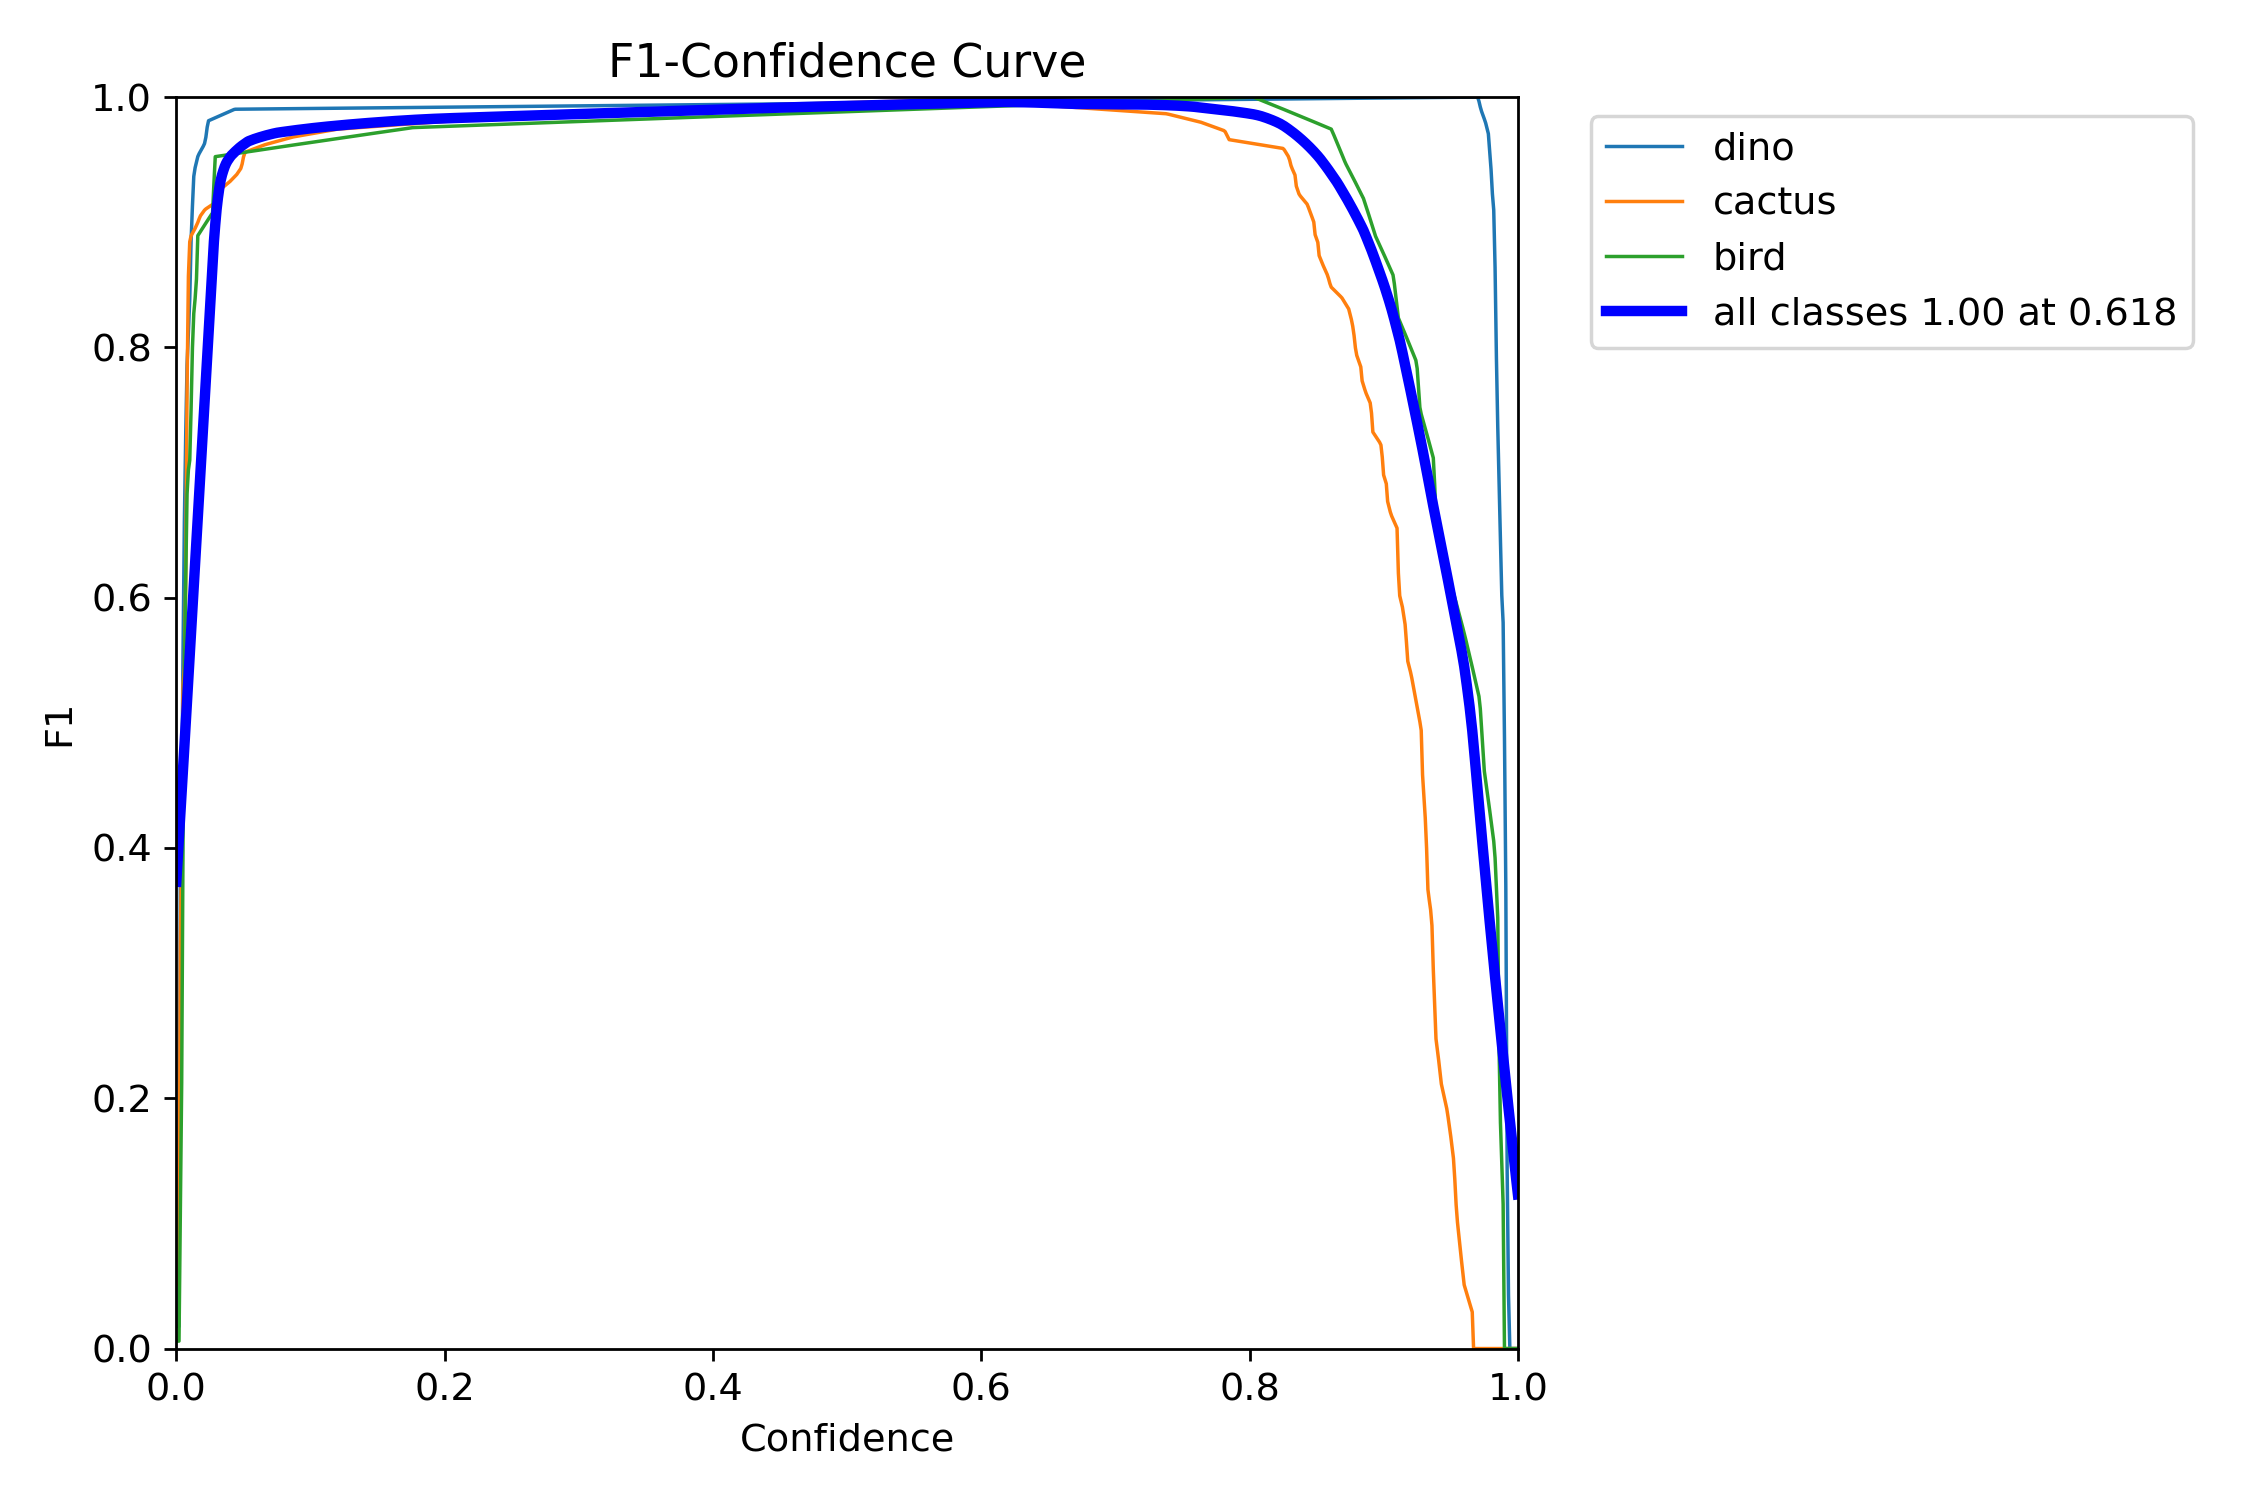 F1-Confidence Curve
1.0
0.8
0.6
0.4
0.2
0.0
F1
0.0 0.2 0.4 0.6 0.8 1.0
Confidence
dino
cactus
bird
all classes 1.00 at 0.618